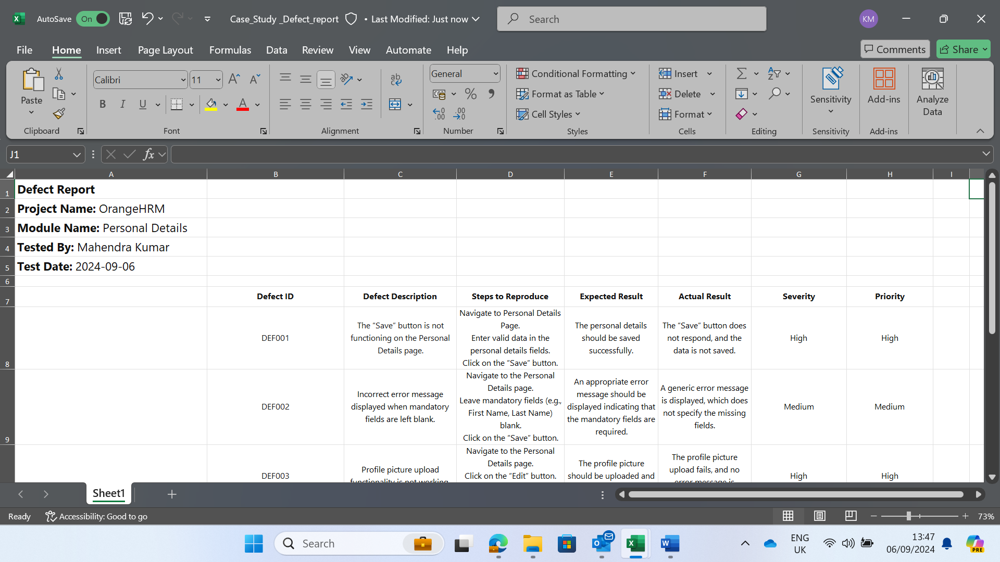 AutoSave On Case_Study _Defect_report • Last Modified: Just now Search KM
File Home Insert Page Layout Formulas Data Review View Automate Help Comments Share
Paste
Clipboard
Calibri 11
B I U A
Font
ab
Alignment
General
% 
Number
Conditional Formatting
Format as Table
Cell Styles
Styles
Insert
Delete
Format
Cells
Editing
Sensitivity
Sensitivity
Add-ins
Add-ins
Analyze
Data
J1 fx
A B C D E F G H I
1 Defect Report
2 Project Name: OrangeHRM
3 Module Name: Personal Details
4 Tested By: Mahendra Kumar
5 Test Date: 2024-09-06
6
7 Defect ID Defect Description Steps to Reproduce Expected Result Actual Result Severity Priority
8
DEF001
The “Save” button is not
functioning on the Personal
Details page.
Navigate to Personal Details
Page.
Enter valid data in the
personal details fields.
Click on the “Save” button.
The personal details
should be saved
successfully.
The “Save” button does
not respond, and the
data is not saved.
High
High
9
DEF002
Incorrect error message
displayed when mandatory
fields are left blank.
Navigate to the Personal
Details page.
Leave mandatory fields (e.g.,
First Name, Last Name)
blank.
Click on the “Save” button.
An appropriate error
message should be
displayed indicating that
the mandatory fields are
required.
A generic error message
is displayed, which does
not specify the missing
fields.
Medium
Medium
DEF003
Profile picture upload
functionality is not working
Navigate to the Personal
Details page.
Click on the “Edit” button.
The profile picture
should be uploaded and
The profile picture
upload fails, and no
error message is
High
High
Sheet1
Ready Accessibility: Good to go 73%
Search
ENG
UK
13:47
06/09/2024
PRE